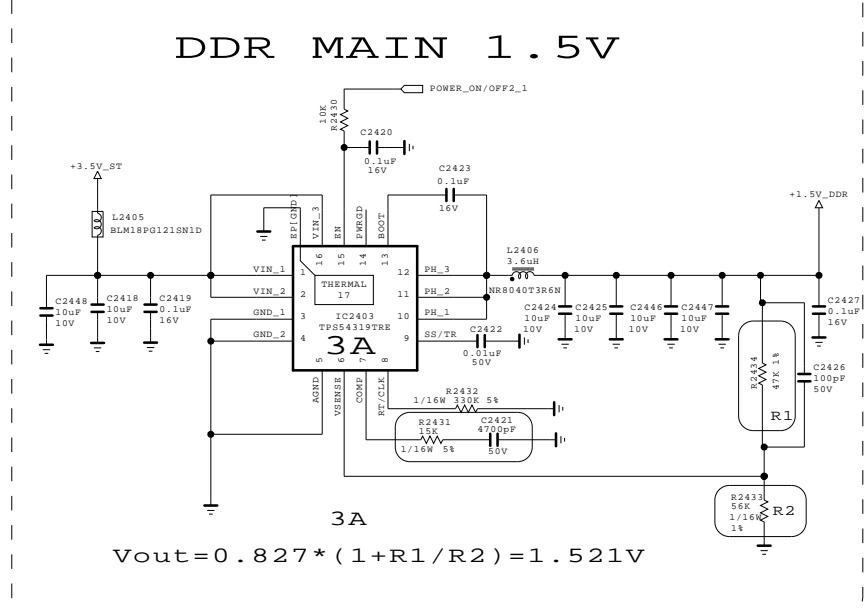 DDR MAIN 1.5V
POWER_ON/OFF2_1
10K
R2430
C2420
0.1uF
16V
C2423
0.1uF
16V
+3.5V_ST
L2405
BLM18PG121SN1D
+1.5V_DDR
EP[GND]
VIN_3
EN
PWRGD
BOOT
16
15
14
13
L2406
3.6uH
NR8040T3R6N
VIN_1
1
12
PH_3
THERMAL
17
VIN_2
2
11
PH_2
GND_1
3
10
PH_1
IC2403
TPS54319TRE
GND_2
4
9
SS/TR
3A
C2448
10uF
10V
C2418
10uF
10V
C2419
0.1uF
16V
C2422
0.01uF
50V
C2424
10uF
10V
C2425
10uF
10V
C2446
10uF
10V
C2447
10uF
10V
C2427
0.1uF
16V
5
6
7
8
AGND
VSENSE
COMP
RT/CLK
R2432
1/16W 330K 5%
R2431
15K
1/16W 5%
C2421
4700pF
50V
R2434
47K 1%
R1
C2426
100pF
50V
R2433
56K
1/16W
1%
R2
3A
Vout=0.827*(1+R1/R2)=1.521V